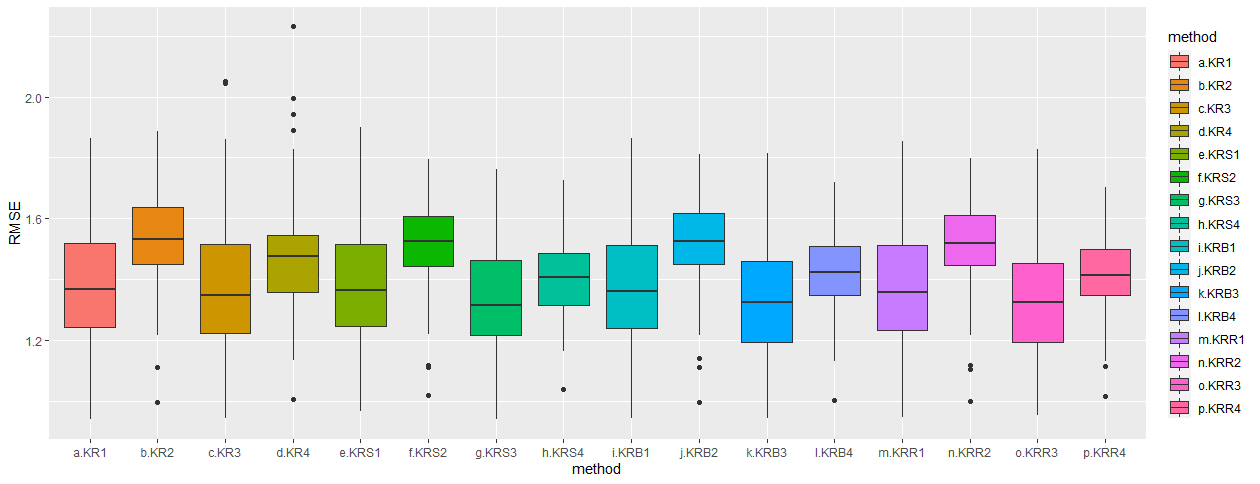 RMSE
2.0
1.6
1.2
a.KR1 b.KR2 c.KR3 d.KR4 e.KRS1 f.KRS2 g.KRS3 h.KRS4 i.KRB1 j.KRB2 k.KRB3 l.KRB4 m.KRR1 n.KRR2 o.KRR3 p.KRR4
method
method
a.KR1
b.KR2
c.KR3
d.KR4
e.KRS1
f.KRS2
g.KRS3
h.KRS4
i.KRB1
j.KRB2
k.KRB3
l.KRB4
m.KRR1
n.KRR2
o.KRR3
p.KRR4